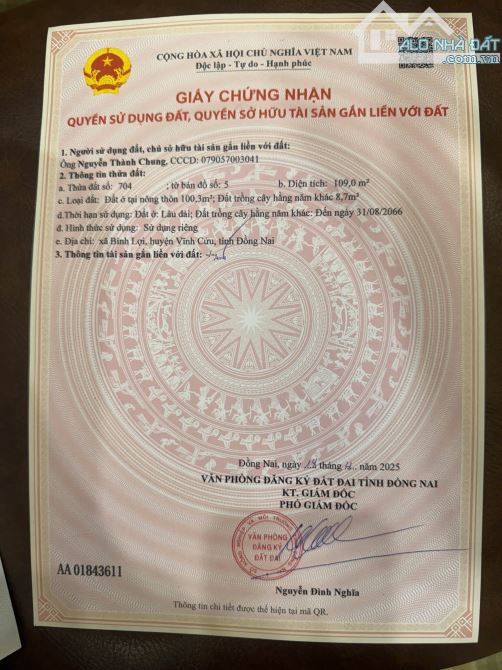 ALO NHÀ ĐẤT
.com.vn
CỘNG HÒA XÃ HỘI CHỦ NGHĨA VIỆT NAM
Độc lập - Tự do - Hạnh phúc
GIẤY CHỨNG NHẬN
QUYỀN SỬ DỤNG ĐẤT, QUYỀN SỞ HỮU TÀI SẢN GẮN LIỀN VỚI ĐẤT
1. Người sử dụng đất, chủ sở hữu tài sản gắn liền với đất:
Ông Nguyễn Thành Chung, CCCD: 079057003041
2. Thông tin thửa đất:
a. Thửa đất số: 704 ; tờ bản đồ số: 5 b. Diện tích: 109,0 m²
c. Loại đất: Đất ở tại nông thôn 100,3m²; Đất trồng cây hằng năm khác 8,7m²
d. Thời hạn sử dụng: Đất ở: Lâu dài; Đất trồng cây hằng năm khác: Đến ngày 31/08/2066
đ. Hình thức sử dụng: Sử dụng riêng
e. Địa chỉ: xã Bình Lợi, huyện Vĩnh Cửu, tỉnh Đồng Nai
3. Thông tin tài sản gắn liền với đất: -/-
Đồng Nai, ngày 18 tháng năm 2025
VĂN PHÒNG ĐĂNG KÝ ĐẤT ĐAI TỈNH ĐỒNG NAI
KT. GIÁM ĐỐC
PHÓ GIÁM ĐỐC
VĂN PHÒNG
ĐĂNG KÝ
ĐẤT ĐAI
AA 01843611
Nguyễn Đình Nghĩa
Thông tin chi tiết được thể hiện tại mã QR.